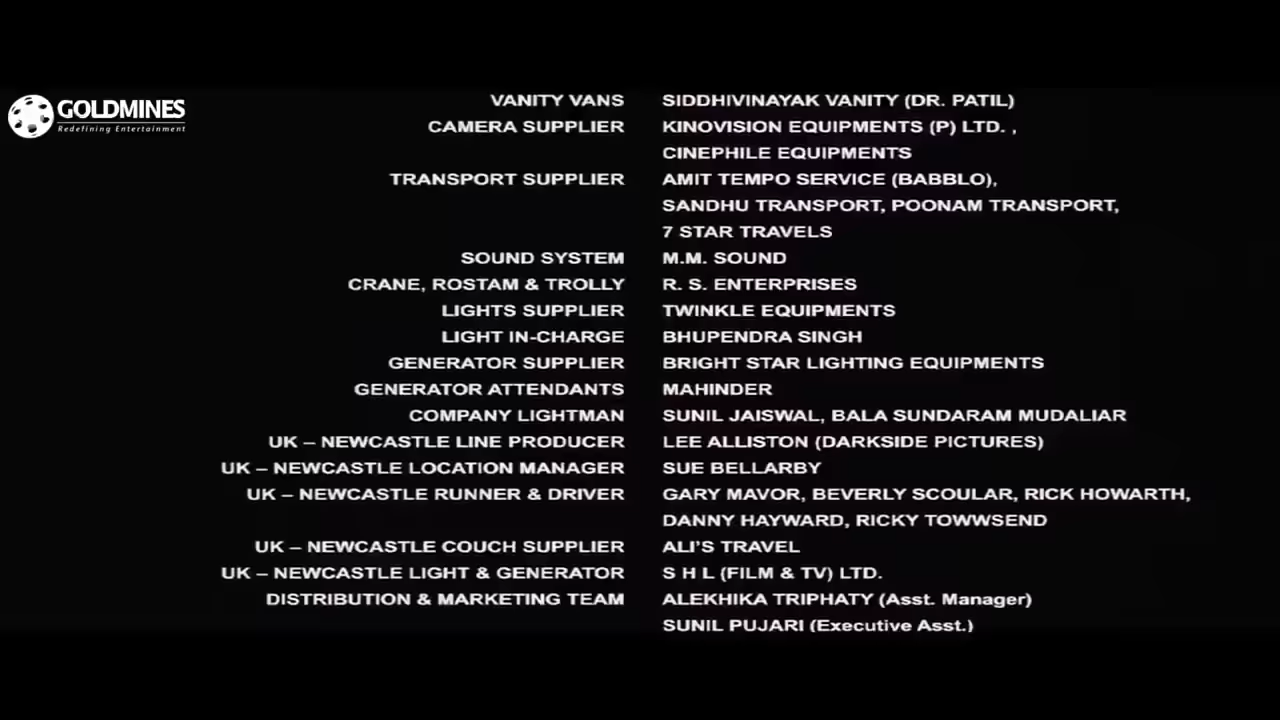 GOLDMINES
Redefining Entertainment
VANITY VANS SIDDHIVINAYAK VANITY (DR. PATIL)
CAMERA SUPPLIER KINOVISION EQUIPMENTS (P) LTD. ,
CINEPHILE EQUIPMENTS
TRANSPORT SUPPLIER AMIT TEMPO SERVICE (BABBLO),
SANDHU TRANSPORT, POONAM TRANSPORT,
7 STAR TRAVELS
SOUND SYSTEM M.M. SOUND
CRANE, ROSTAM & TROLLY R. S. ENTERPRISES
LIGHTS SUPPLIER TWINKLE EQUIPMENTS
LIGHT IN-CHARGE BHUPENDRA SINGH
GENERATOR SUPPLIER BRIGHT STAR LIGHTING EQUIPMENTS
GENERATOR ATTENDANTS MAHINDER
COMPANY LIGHTMAN SUNIL JAISWAL, BALA SUNDARAM MUDALIAR
UK – NEWCASTLE LINE PRODUCER LEE ALLISTON (DARKSIDE PICTURES)
UK – NEWCASTLE LOCATION MANAGER SUE BELLARBY
UK – NEWCASTLE RUNNER & DRIVER GARY MAVOR, BEVERLY SCOULAR, RICK HOWARTH,
DANNY HAYWARD, RICKY TOWWSEND
UK – NEWCASTLE COUCH SUPPLIER ALI’S TRAVEL
UK – NEWCASTLE LIGHT & GENERATOR S H L (FILM & TV) LTD.
DISTRIBUTION & MARKETING TEAM ALEKHIKA TRIPHATY (Asst. Manager)
SUNIL PUJARI (Executive Asst.)